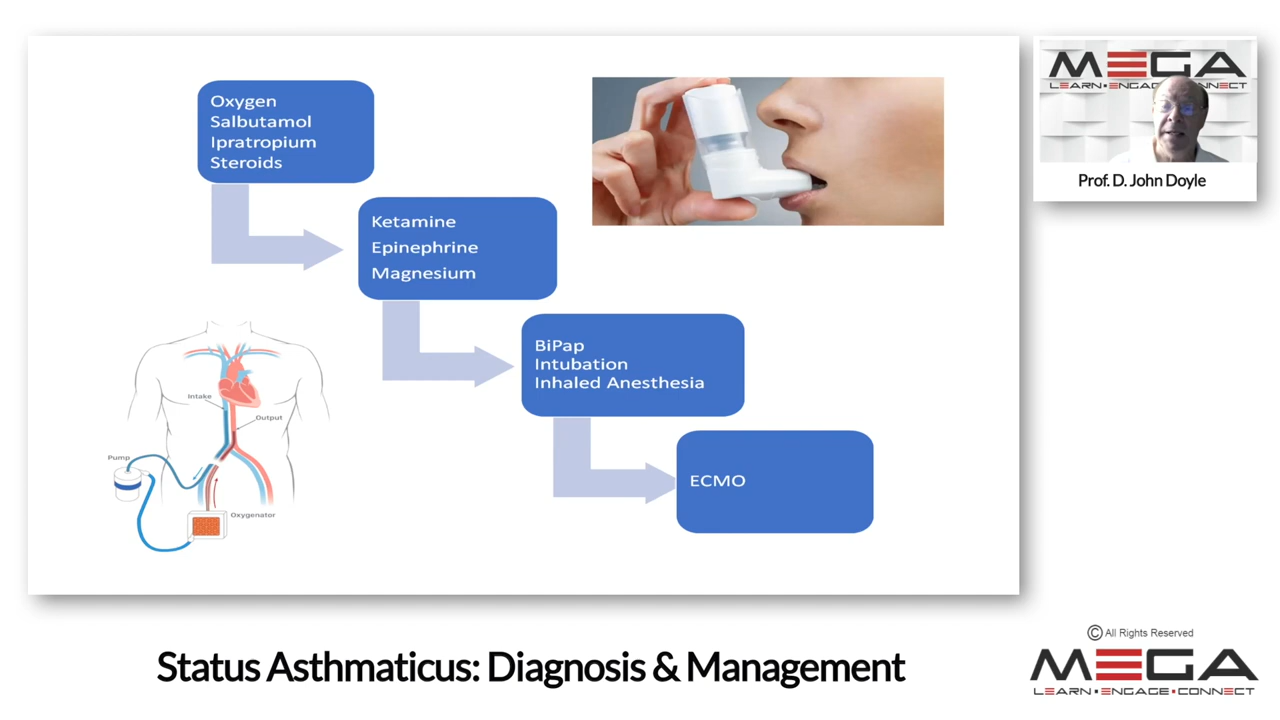 Oxygen
Salbutamol
Ipratropium
Steroids
Ketamine
Epinephrine
Magnesium
BiPap
Intubation
Inhaled Anesthesia
ECMO
Intake
Output
Pump
Oxygenator
MEGA
LEARN▪ENGAGE CONNECT
Prof. D. John Doyle
Status Asthmaticus: Diagnosis & Management
© All Rights Reserved
MEGA
LEARN▪ENGAGE▪CONNECT